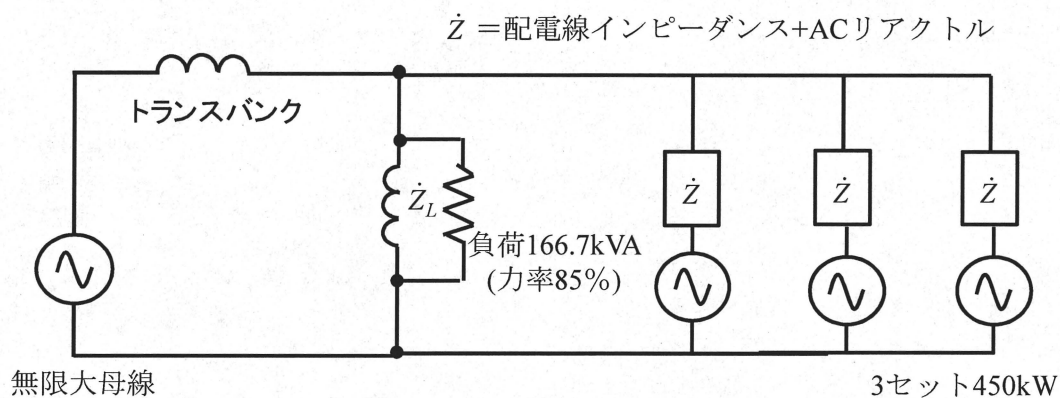 Ż =配電線インピーダンス+ACリアクトル
トランスバンク
Ż_L
負荷166.7kVA
(力率85%)
Ż
Ż
Ż
無限大母線
3セット450kW